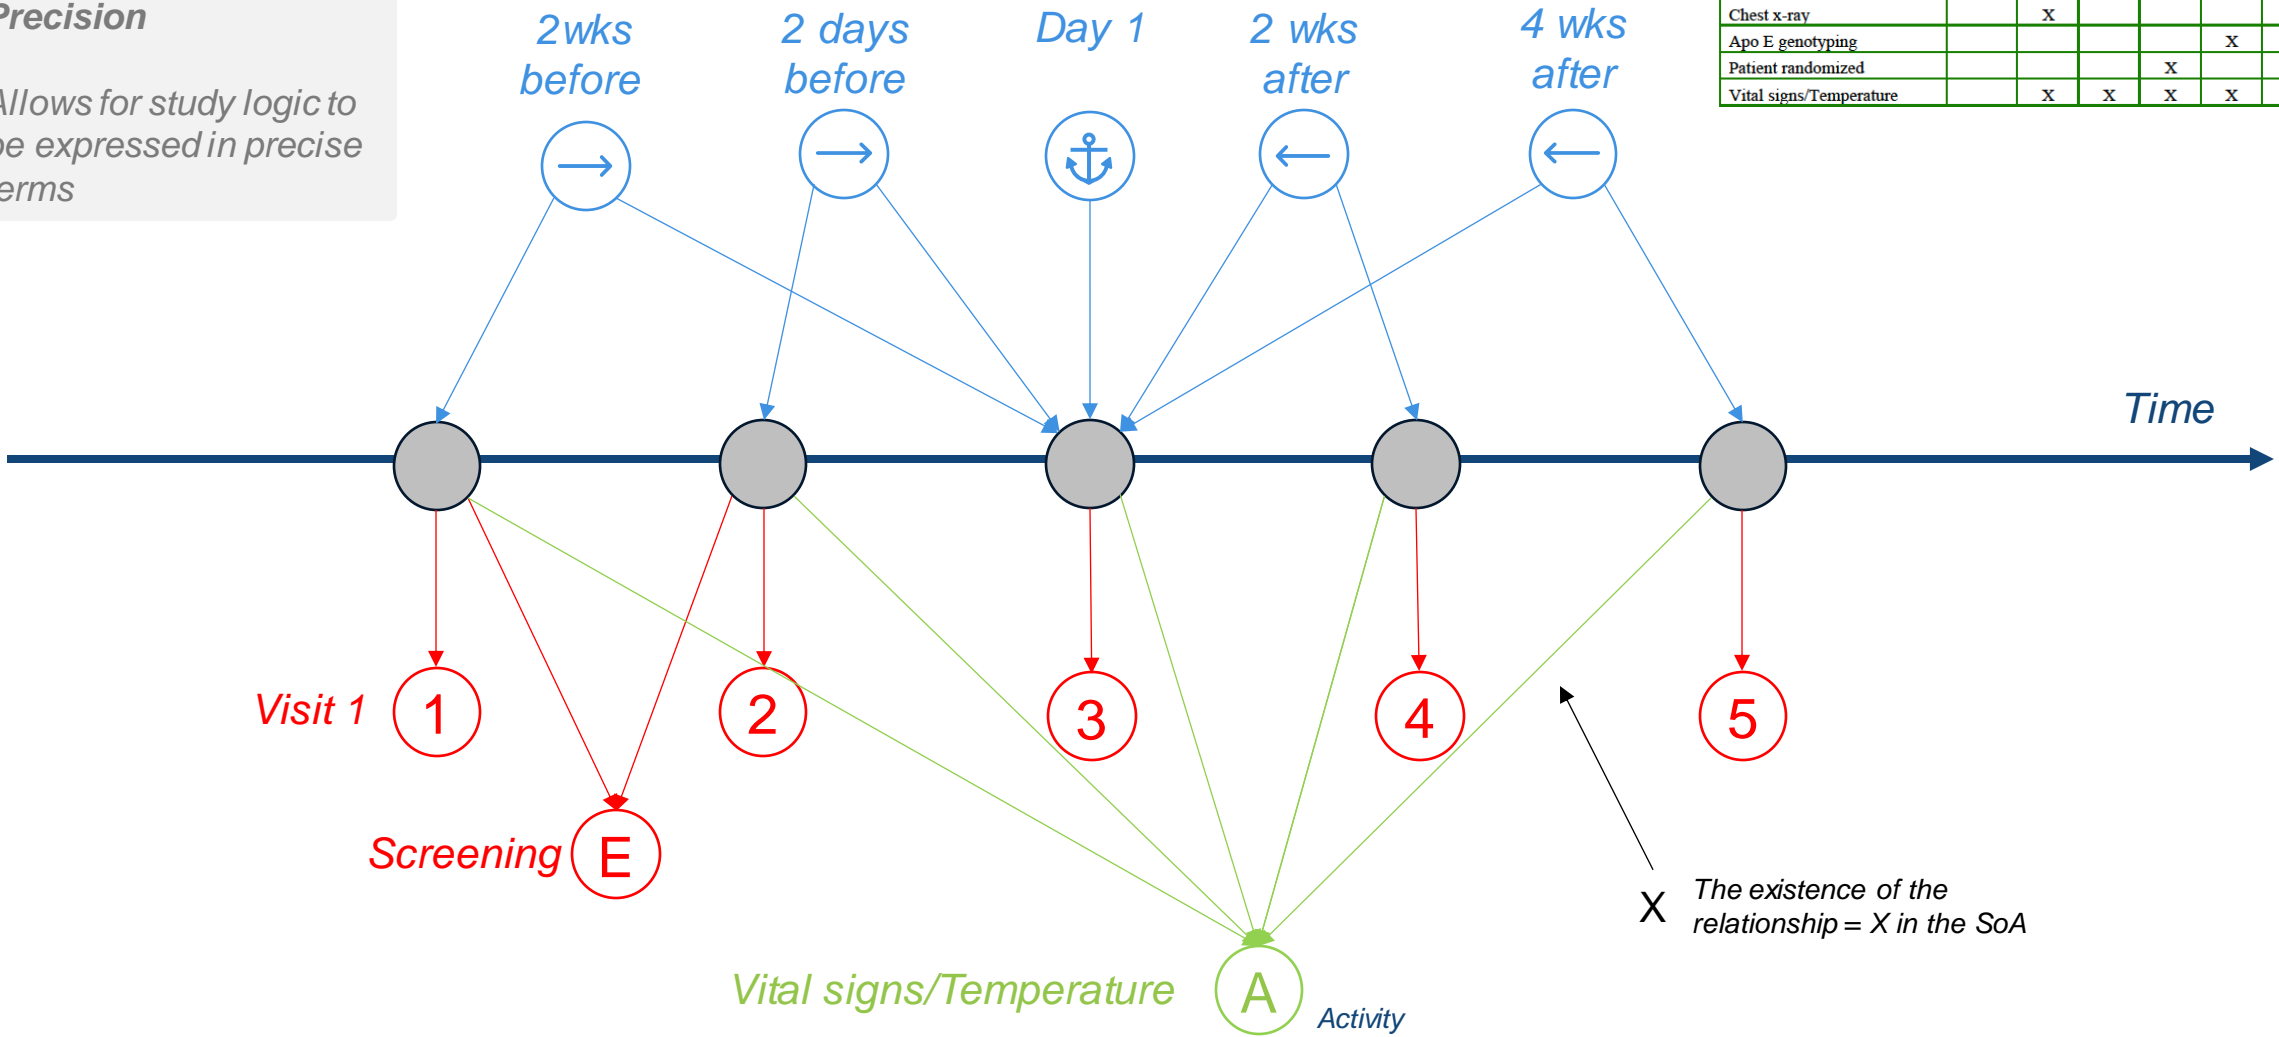 Precision
Allows for study logic to
be expressed in precise
terms
2wks
before
2 days
before
Day 1
2 wks
after
4 wks
after
Chest x-ray X
Apo E genotyping X
Patient randomized X
Vital signs/Temperature X X X X
Time
Visit 1 1 2 3 4 5
Screening E
X The existence of the
relationship = X in the SoA
Vital signs/Temperature A
Activity